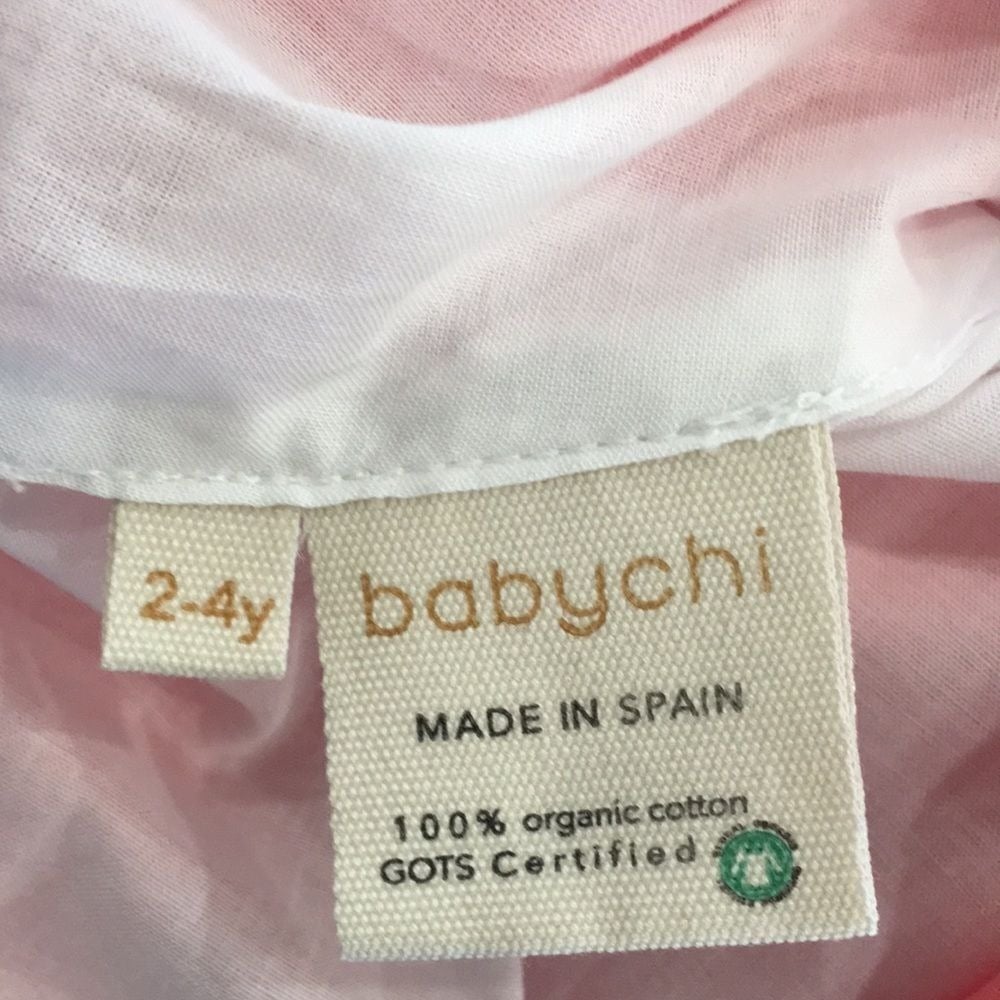 2-4y
babychi
MADE IN SPAIN
100% organic cotton
GOTS Certified